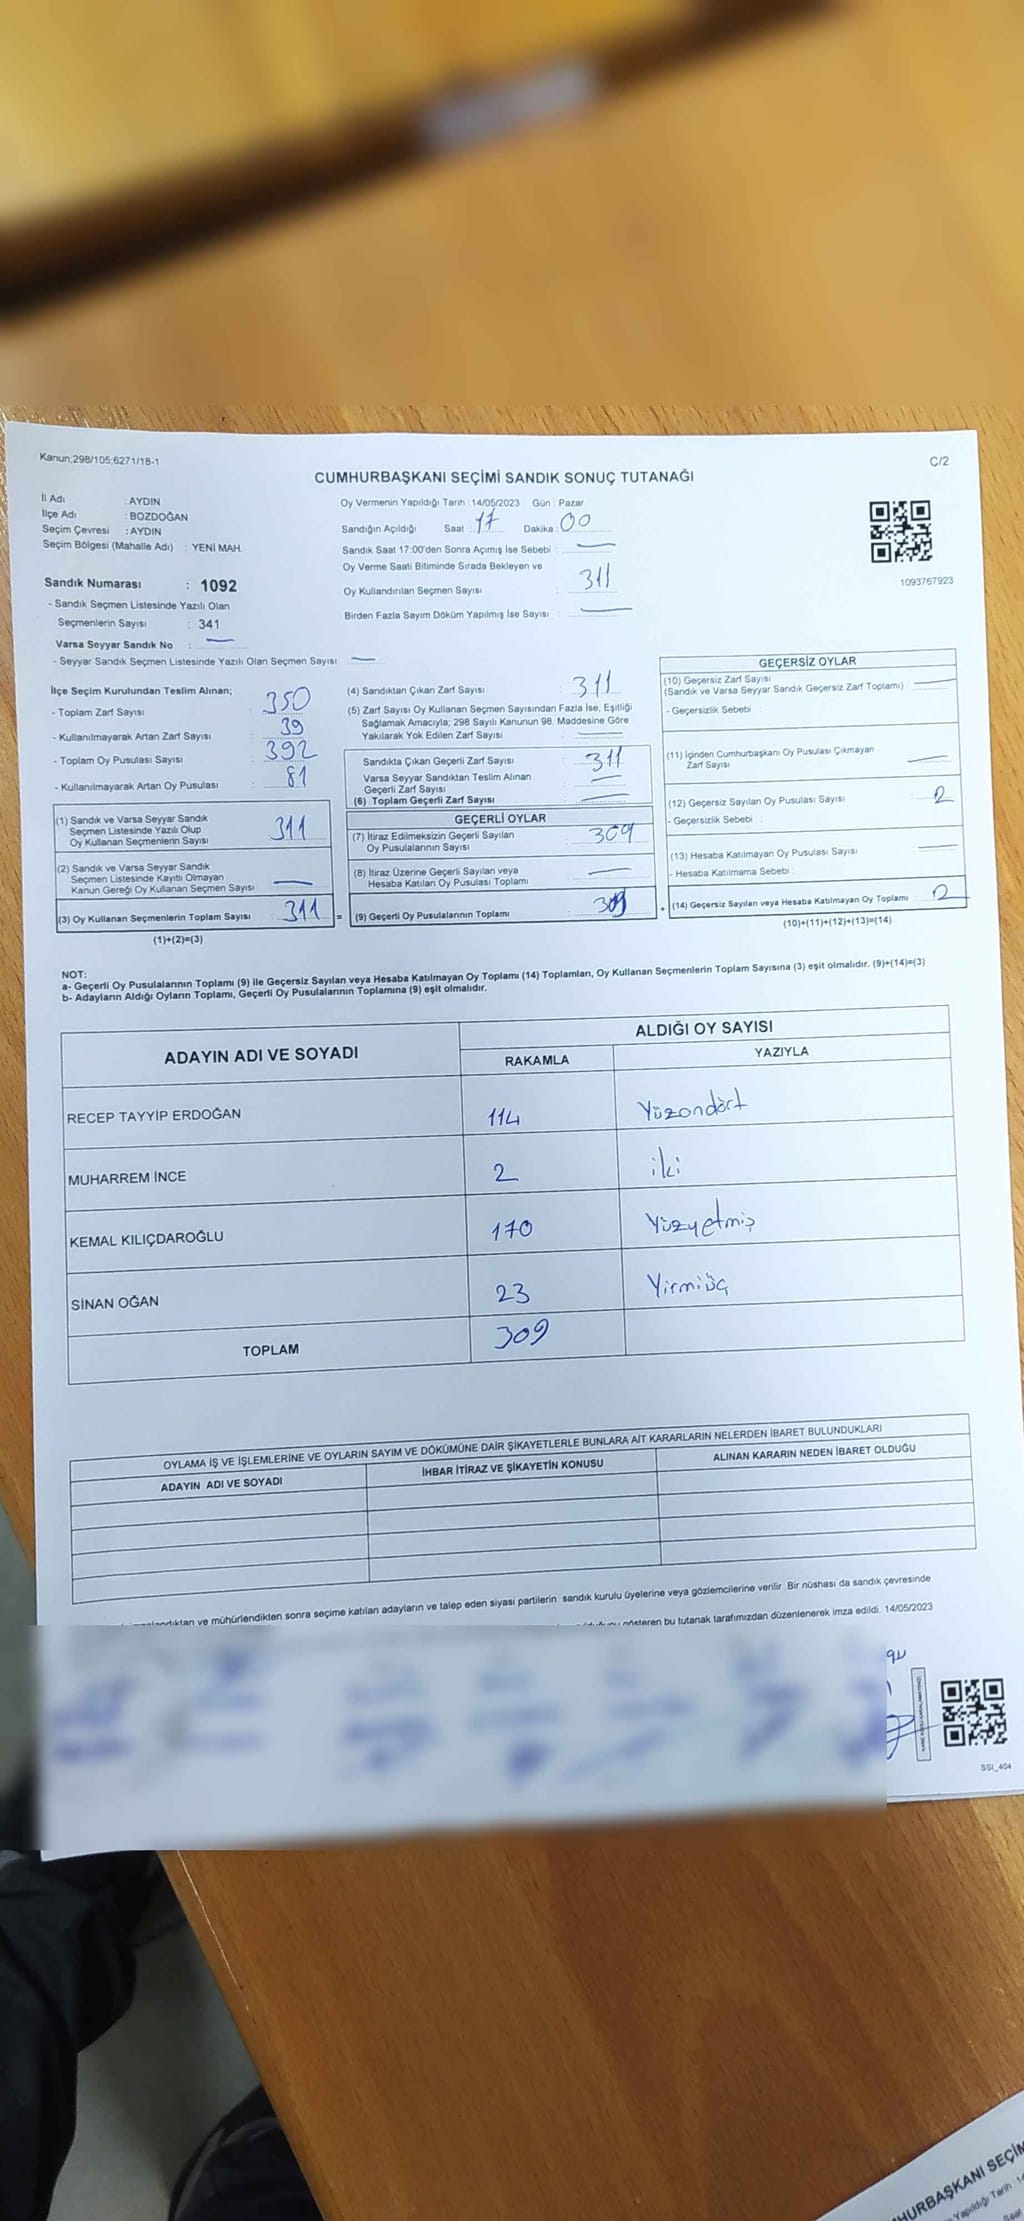 Kanun;298/105;6271/18-1
C/2
CUMHURBAŞKANI SEÇİMİ SANDIK SONUÇ TUTANAĞI
İl Adı : AYDIN
İlçe Adı : BOZDOĞAN
Seçim Çevresi : AYDIN
Seçim Bölgesi (Mahalle Adı) : YENİ MAH.
Sandık Numarası : 1092
- Sandık Seçmen Listesinde Yazılı Olan
Seçmenlerin Sayısı : 341
Varsa Seyyar Sandık No :
- Seyyar Sandık Seçmen Listesinde Yazılı Olan Seçmen Sayısı :
Oy Vermenin Yapıldığı Tarih : 14/05/2023 Gün : Pazar
Sandığın Açıldığı Saat : 17 Dakika : 00
Sandık Saat 17:00'den Sonra Açımış İse Sebebi :
Oy Verme Saati Bitiminde Sırada Bekleyen ve
Oy Kullandırılan Seçmen Sayısı : 311
Birden Fazla Sayım Döküm Yapılmış İse Sayısı :
1093767923
İlçe Seçim Kurulundan Teslim Alınan;
- Toplam Zarf Sayısı : 350
- Kullanılmayarak Artan Zarf Sayısı : 39
- Toplam Oy Pusulası Sayısı : 392
- Kullanılmayarak Artan Oy Pusulası : 81
(1) Sandık ve Varsa Seyyar Sandık
Seçmen Listesinde Yazılı Olup
Oy Kullanan Seçmenlerin Sayısı : 311
(2) Sandık ve Varsa Seyyar Sandık
Seçmen Listesinde Kayıtlı Olmayan
Kanun Gereği Oy Kullanan Seçmen Sayısı :
(3) Oy Kullanan Seçmenlerin Toplam Sayısı : 311 =
(1)+(2)=(3)
(4) Sandıktan Çıkan Zarf Sayısı : 311
(5) Zarf Sayısı Oy Kullanan Seçmen Sayısından Fazla İse, Eşitliği
Sağlamak Amacıyla; 298 Sayılı Kanunun 98. Maddesine Göre
Yakılarak Yok Edilen Zarf Sayısı :
Sandıkta Çıkan Geçerli Zarf Sayısı : 311
Varsa Seyyar Sandıktan Teslim Alınan
Geçerli Zarf Sayısı :
(6) Toplam Geçerli Zarf Sayısı :
GEÇERLİ OYLAR
(7) İtiraz Edilmeksizin Geçerli Sayılan
Oy Pusulalarının Sayısı : 309
(8) İtiraz Üzerine Geçerli Sayılan veya
Hesaba Katılan Oy Pusulası Toplamı :
(9) Geçerli Oy Pusulalarının Toplamı : 309 +
GEÇERSİZ OYLAR
(10) Geçersiz Zarf Sayısı
(Sandık ve Varsa Seyyar Sandık Geçersiz Zarf Toplamı) :
- Geçersizlik Sebebi :
(11) İçinden Cumhurbaşkanı Oy Pusulası Çıkmayan
Zarf Sayısı :
(12) Geçersiz Sayılan Oy Pusulası Sayısı : 2
- Geçersizlik Sebebi :
(13) Hesaba Katılmayan Oy Pusulası Sayısı :
- Hesaba Katılmama Sebebi :
(14) Geçersiz Sayılan veya Hesaba Katılmayan Oy Toplamı : 2
(10)+(11)+(12)+(13)=(14)
NOT:
a- Geçerli Oy Pusulalarının Toplamı (9) ile Geçersiz Sayılan veya Hesaba Katılmayan Oy Toplamı (14) Toplamları, Oy Kullanan Seçmenlerin Toplam Sayısına (3) eşit olmalıdır. (9)+(14)=(3)
b- Adayların Aldığı Oyların Toplamı, Geçerli Oy Pusulalarının Toplamına (9) eşit olmalıdır.
ADAYIN ADI VE SOYADI ALDIĞI OY SAYISI
RAKAMLA YAZIYLA
RECEP TAYYİP ERDOĞAN 114 Yüzondört
MUHARREM İNCE 2 iki
KEMAL KILIÇDAROĞLU 170 Yüzyetmiş
SİNAN OĞAN 23 Yirmiüç
TOPLAM 309
OYLAMA İŞ VE İŞLEMLERİNE VE OYLARIN SAYIM VE DÖKÜMÜNE DAİR ŞİKAYETLERLE BUNLARA AİT KARARLARIN NELERDEN İBARET BULUNDUKLARI
ADAYIN ADI VE SOYADI İHBAR İTİRAZ VE ŞİKAYETİN KONUSU ALINAN KARARIN NEDEN İBARET OLDUĞU
ve mühürlendikten sonra seçime katılan adayların ve talep eden siyasi partilerin sandık kurulu üyelerine veya gözlemcilerine verilir .Bir nüshası da sandık çevresinde
gösteren bu tutanak tarafımızdan düzenlenerek imza edildi. 14/05/2023
SSI_404